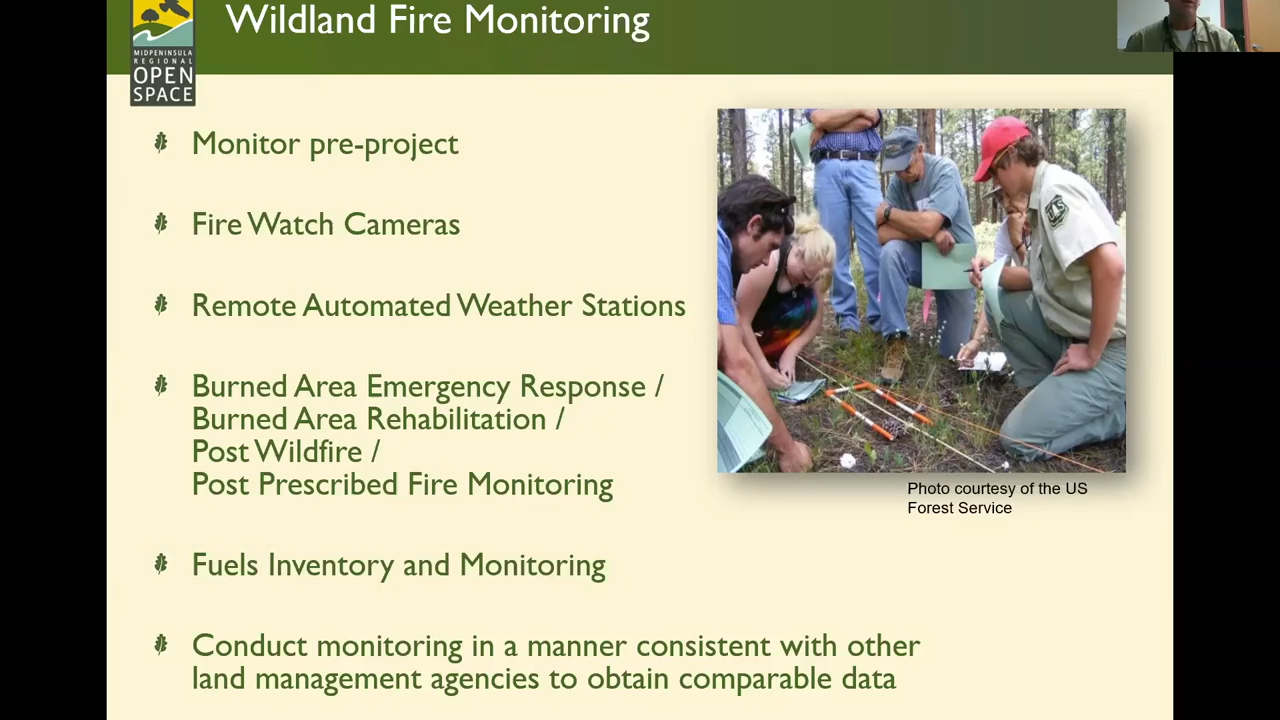 Wildland Fire Monitoring
MIDPENINSULA
REGIONAL
OPEN
SPACE
Monitor pre-project
Fire Watch Cameras
Remote Automated Weather Stations
Burned Area Emergency Response /
Burned Area Rehabilitation /
Post Wildfire /
Post Prescribed Fire Monitoring
Fuels Inventory and Monitoring
Conduct monitoring in a manner consistent with other
land management agencies to obtain comparable data
US
Photo courtesy of the US
Forest Service